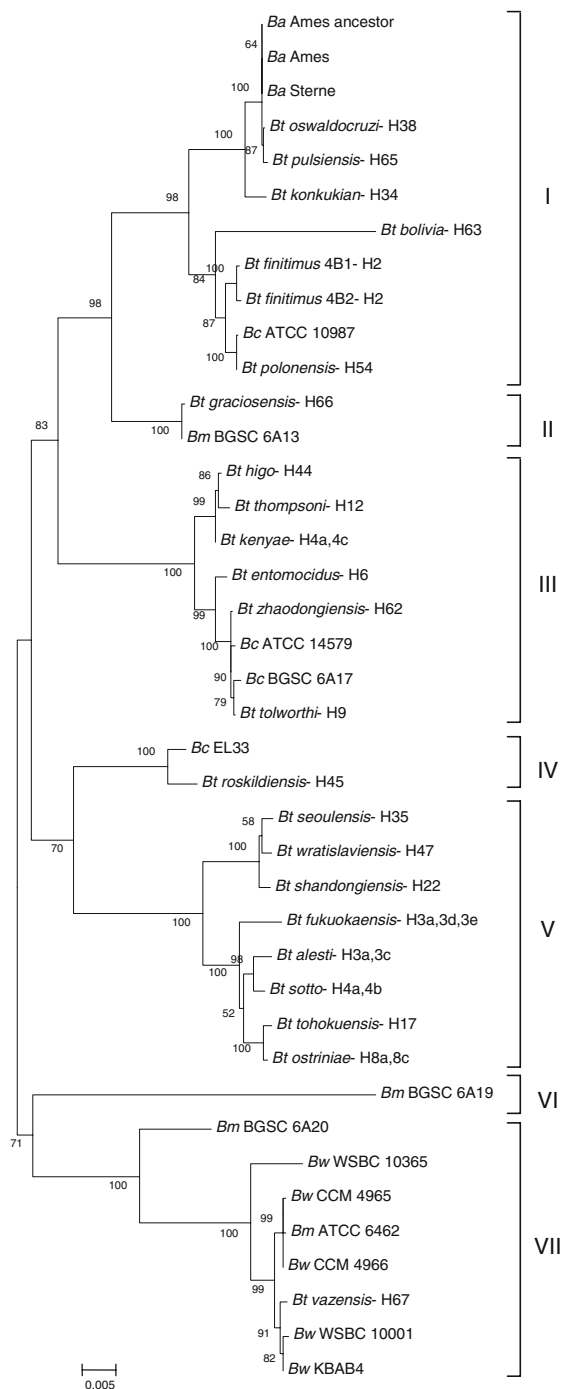 Ba Ames ancestor
64
Ba Ames
100
Ba Sterne
I
Bt oswaldocruzi- H38
100
87
Bt pulsiensis- H65
98
Bt konkukian- H34
Bt bolivia- H63
100
Bt finitimus 4B1- H2
84
98
Bt finitimus 4B2- H2
87
Bc ATCC 10987
100
Bt polonensis- H54
Bt graciosensis- H66
II
83
100
Bm BGSC 6A13
86
Bt higo- H44
99
Bt thompsoni- H12
Bt kenyae- H4a,4c
100
Bt entomocidus- H6
III
99
Bt zhaodongiensis- H62
100
Bc ATCC 14579
90
Bc BGSC 6A17
79
Bt tolworthi- H9
100
Bc EL33
IV
Bt roskildiensis- H45
58
Bt seoulensis- H35
70
100
Bt wratislaviensis- H47
Bt shandongiensis- H22
100
Bt fukuokaensis- H3a,3d,3e
V
98
Bt alesti- H3a,3c
100
Bt sotto- H4a,4b
52
Bt tohokuensis- H17
100
Bt ostriniae- H8a,8c
Bm BGSC 6A19
VI
71
Bm BGSC 6A20
100
Bw WSBC 10365
Bw CCM 4965
99
100
Bm ATCC 6462
VII
Bw CCM 4966
99
Bt vazensis- H67
91
Bw WSBC 10001
82
Bw KBAB4
0.005